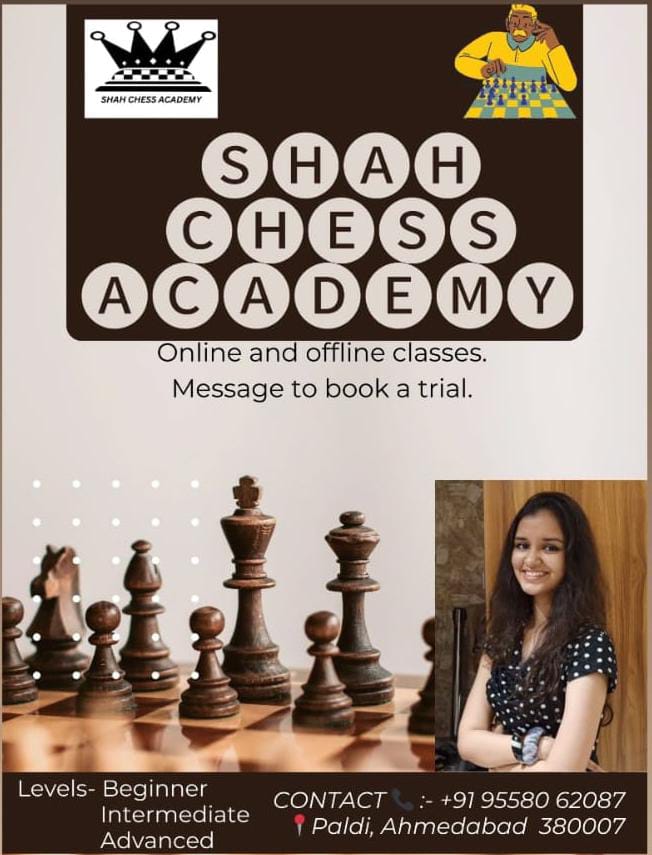 SHAH CHESS ACADEMY
SHAH
CHESS
ACADEMY
Online and offline classes.
Message to book a trial.
Levels- Beginner
Intermediate
Advanced
CONTACT 📞 :- +91 95580 62087
📍Paldi, Ahmedabad 380007